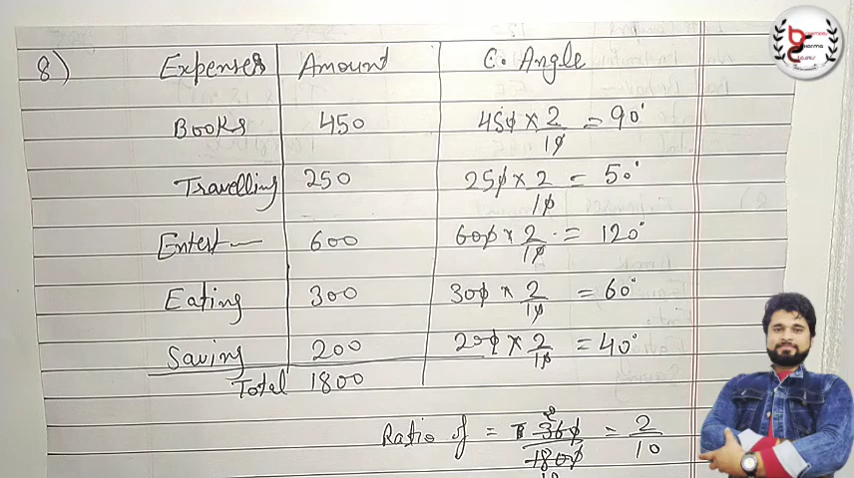 8) Expenses Amount C. Angle
Books 450 450 × 2/10 = 90°
Travelling 250 250 × 2/10 = 50°
Entert — 600 600 × 2/10 = 120°
Eating 300 300 × 2/10 = 60°
Saving 200 200 × 2/10 = 40°
Total 1800
Ratio of = 360/1800 = 2/10